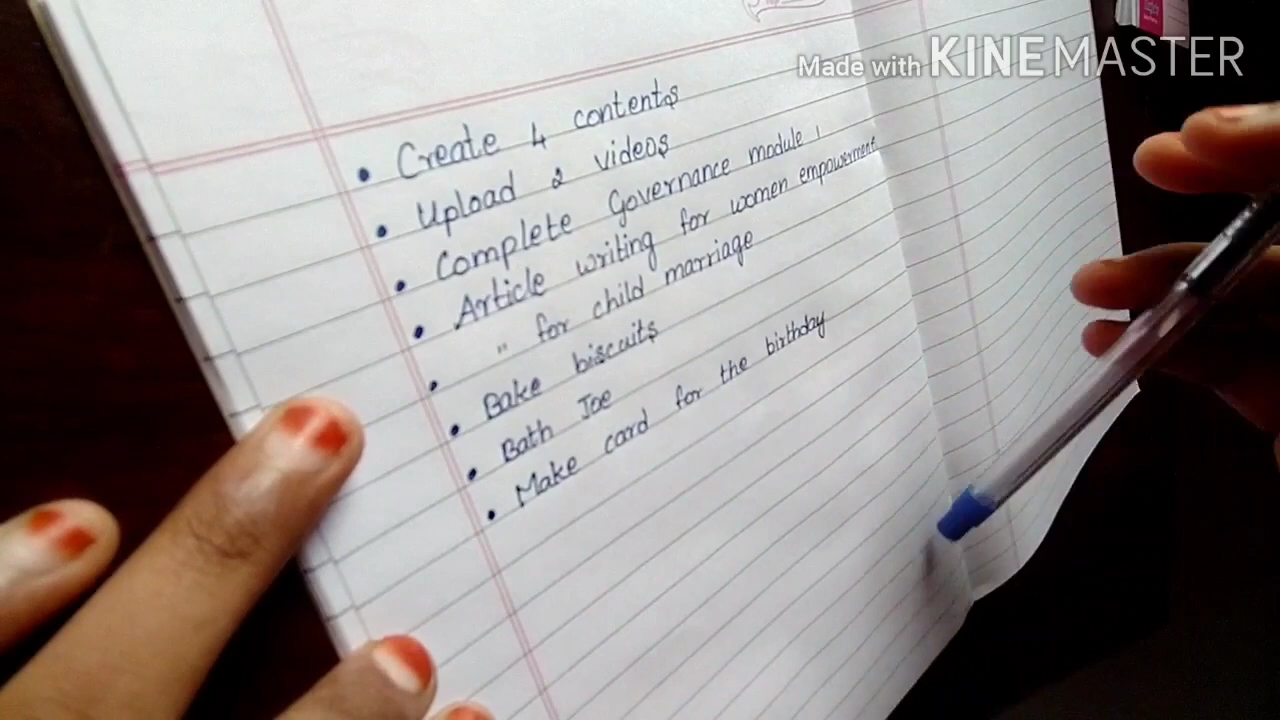 Made with KINEMASTER
• Create 4 contents
• Upload 2 videos
• Complete Governance module 1
• Article writing for women empowerment
• " for child marriage
• Bake biscuits
• Bath Joe
• Make card for the birthday